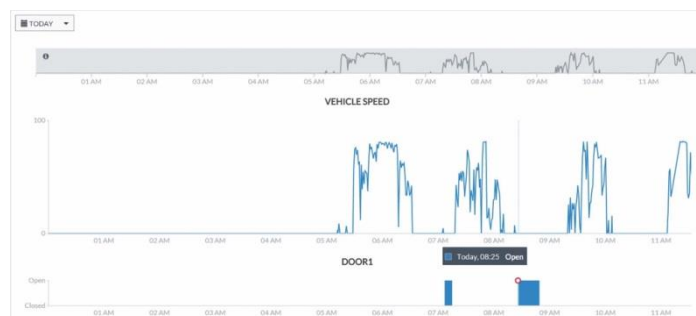 TODAY
01 AM 02 AM 03 AM 04 AM 05 AM 06 AM 07 AM 08 AM 09 AM 10 AM 11 AM
VEHICLE SPEED
100
0
01 AM 02 AM 03 AM 04 AM 05 AM 06 AM 07 AM 08 AM 09 AM 10 AM 11 AM
Today, 08:25 Open
DOOR1
Open
Closed
01 AM 02 AM 03 AM 04 AM 05 AM 06 AM 07 AM 08 AM 09 AM 10 AM 11 AM